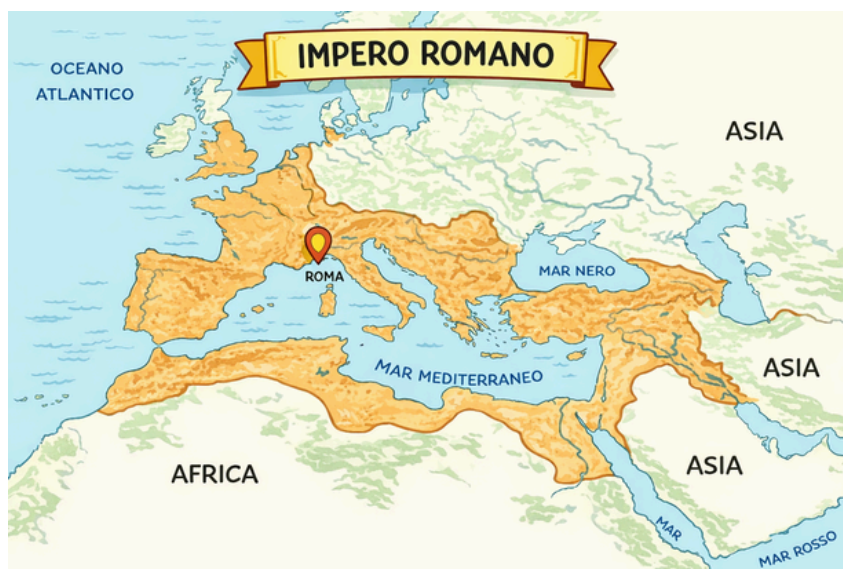 IMPERO ROMANO
OCEANO
ATLANTICO
ASIA
MAR NERO
ROMA
MAR MEDITERRANEO
ASIA
AFRICA
ASIA
MAR
MAR ROSSO